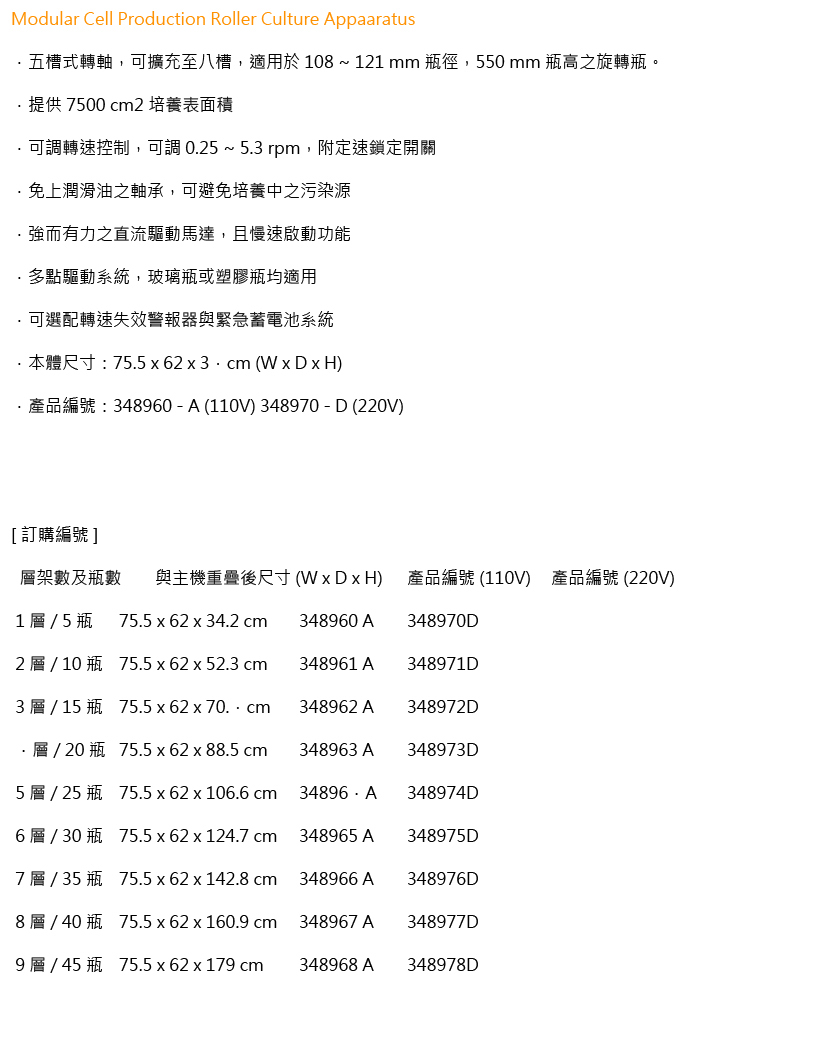 Modular Cell Production Roller Culture Appaaratus
．五槽式轉軸，可擴充至八槽，適用於 108 ~ 121 mm 瓶徑，550 mm 瓶高之旋轉瓶。
．提供 7500 cm2 培養表面積
．可調轉速控制，可調 0.25 ~ 5.3 rpm，附定速鎖定開關
．免上潤滑油之軸承，可避免培養中之污染源
．強而有力之直流驅動馬達，且慢速啟動功能
．多點驅動系統，玻璃瓶或塑膠瓶均適用
．可選配轉速失效警報器與緊急蓄電池系統
．本體尺寸：75.5 x 62 x 3．cm (W x D x H)
．產品編號：348960 - A (110V) 348970 - D (220V)
[ 訂購編號 ]
層架數及瓶數 與主機重疊後尺寸 (W x D x H) 產品編號 (110V) 產品編號 (220V)
1 層 / 5 瓶 75.5 x 62 x 34.2 cm 348960 A 348970D
2 層 / 10 瓶 75.5 x 62 x 52.3 cm 348961 A 348971D
3 層 / 15 瓶 75.5 x 62 x 70.．cm 348962 A 348972D
．層 / 20 瓶 75.5 x 62 x 88.5 cm 348963 A 348973D
5 層 / 25 瓶 75.5 x 62 x 106.6 cm 34896．A 348974D
6 層 / 30 瓶 75.5 x 62 x 124.7 cm 348965 A 348975D
7 層 / 35 瓶 75.5 x 62 x 142.8 cm 348966 A 348976D
8 層 / 40 瓶 75.5 x 62 x 160.9 cm 348967 A 348977D
9 層 / 45 瓶 75.5 x 62 x 179 cm 348968 A 348978D